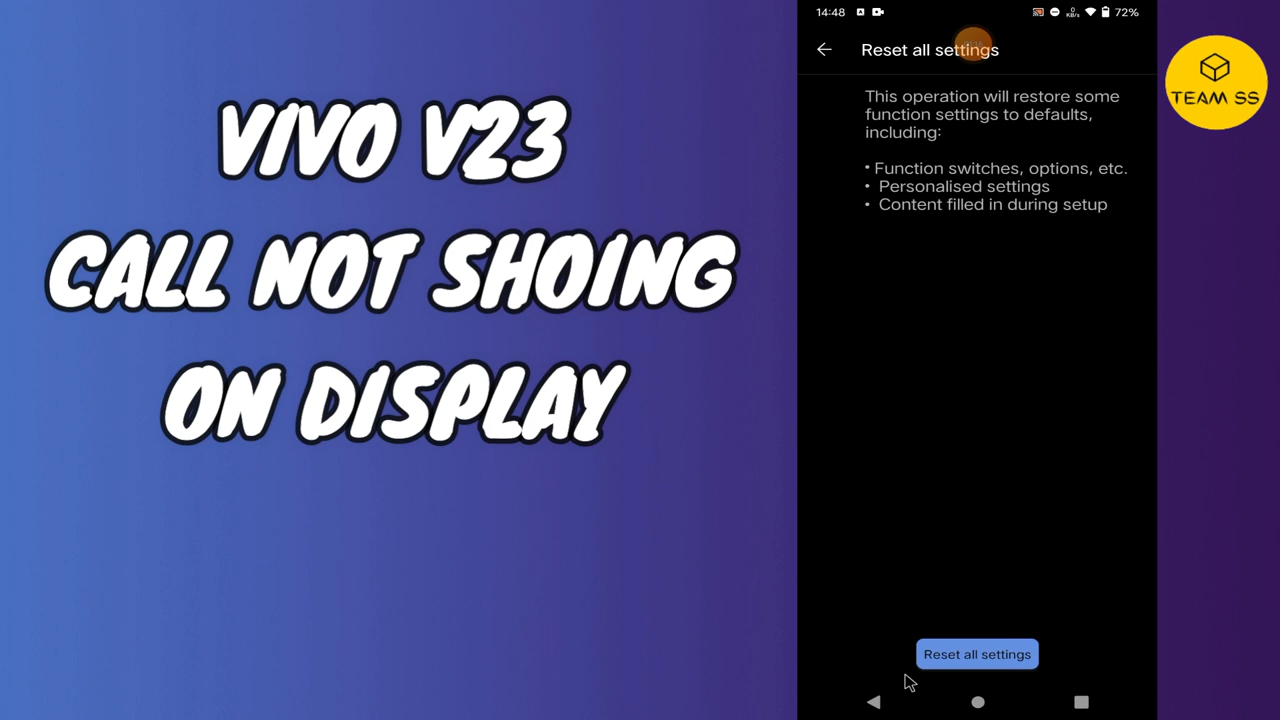 VIVO V23
CALL NOT SHOING
ON DISPLAY
14:48
0
KB/s
72%
Reset all settings
This operation will restore some
function settings to defaults,
including:
• Function switches, options, etc.
• Personalised settings
• Content filled in during setup
Reset all settings
TEAM SS